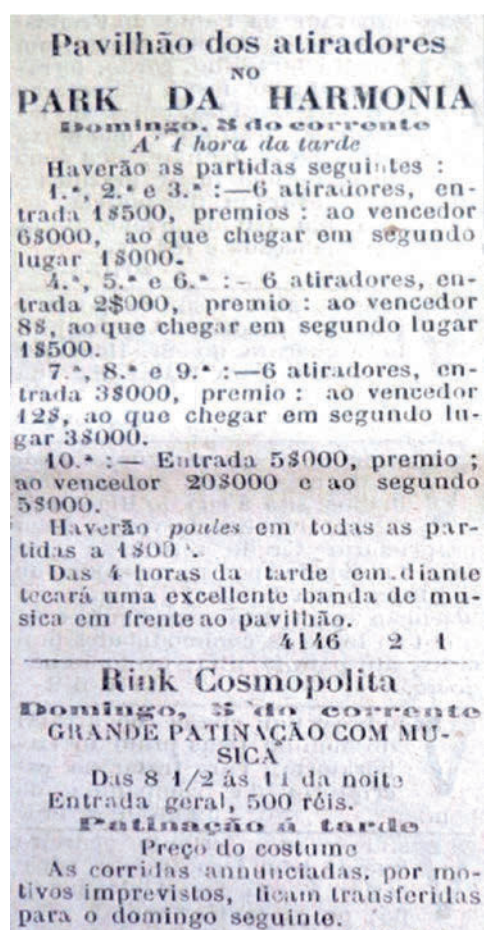 Pavilhão dos atiradores
NO
PARK DA HARMONIA
Domingo, 8 do corrente
A' 1 hora da tarde
Haverão as partidas seguintes :
1.ª, 2.ª e 3.ª :—6 atiradores, en-
trada 1$500, premios : ao vencedor
6$000, ao que chegar em segundo
lugar 1$000.
4.ª, 5.ª e 6.ª :— 6 atiradores, en-
trada 2$000, premio : ao vencedor
8$, ao que chegar em segundo lugar
1$500.
7.ª, 8.ª e 9.ª :—6 atiradores, en-
trada 3$000, premio : ao vencedor
12$, ao que chegar em segundo lu-
gar 3$000.
10.ª :— Entrada 5$000, premio ;
ao vencedor 20$000 e ao segundo
5$000.
Haverão poules em todas as par-
tidas a
Das 4 horas da tarde em diante
tocará uma excellente banda de mu-
sica em frente ao pavilhão.
4146 2 1
Rink Cosmopolita
Domingo, 8 do corrente
GRANDE PATINAÇÃO COM MU-
SICA
Das 8 1/2 ás 11 da noite
Entrada geral, 500 réis.
Patinação á tarde
Preço do costume
As corridas annunciadas, por mo-
tivos imprevistos, ficam transferidas
para o domingo seguinte.